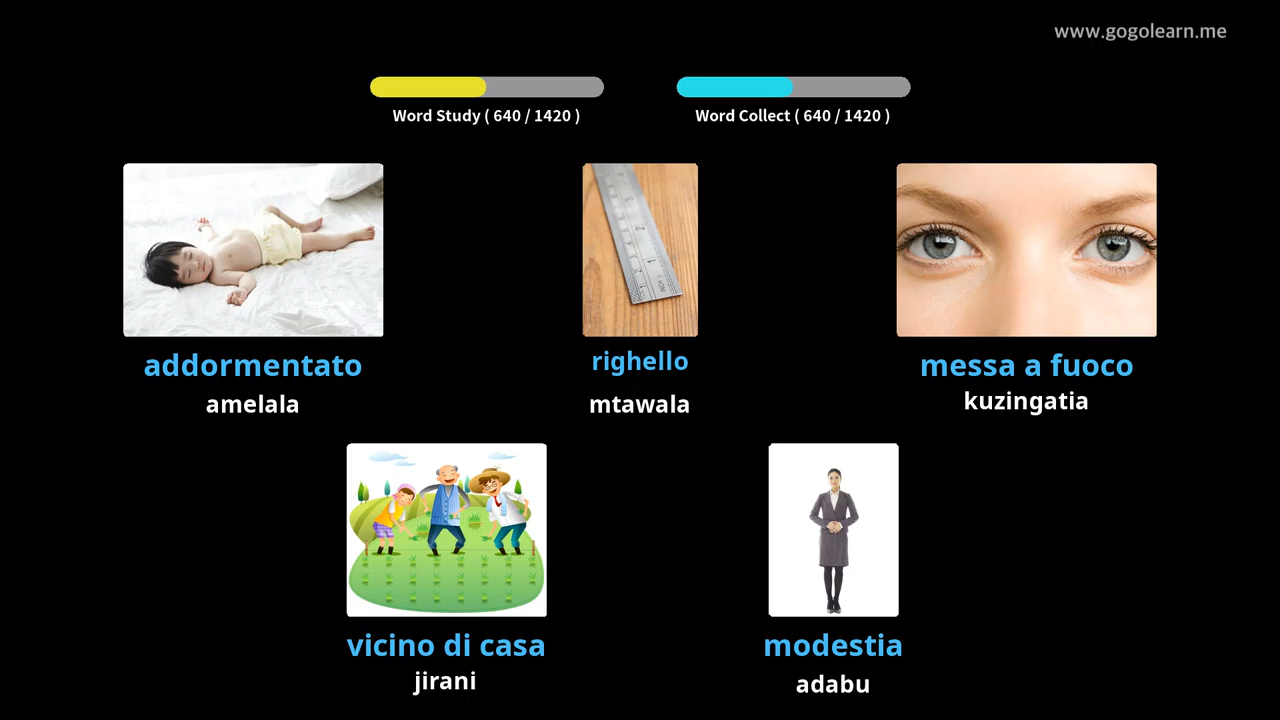 www.gogolearn.me
Word Study ( 640 / 1420 )
Word Collect ( 640 / 1420 )
addormentato
amelala
righello
mtawala
messa a fuoco
kuzingatia
vicino di casa
jirani
modestia
adabu